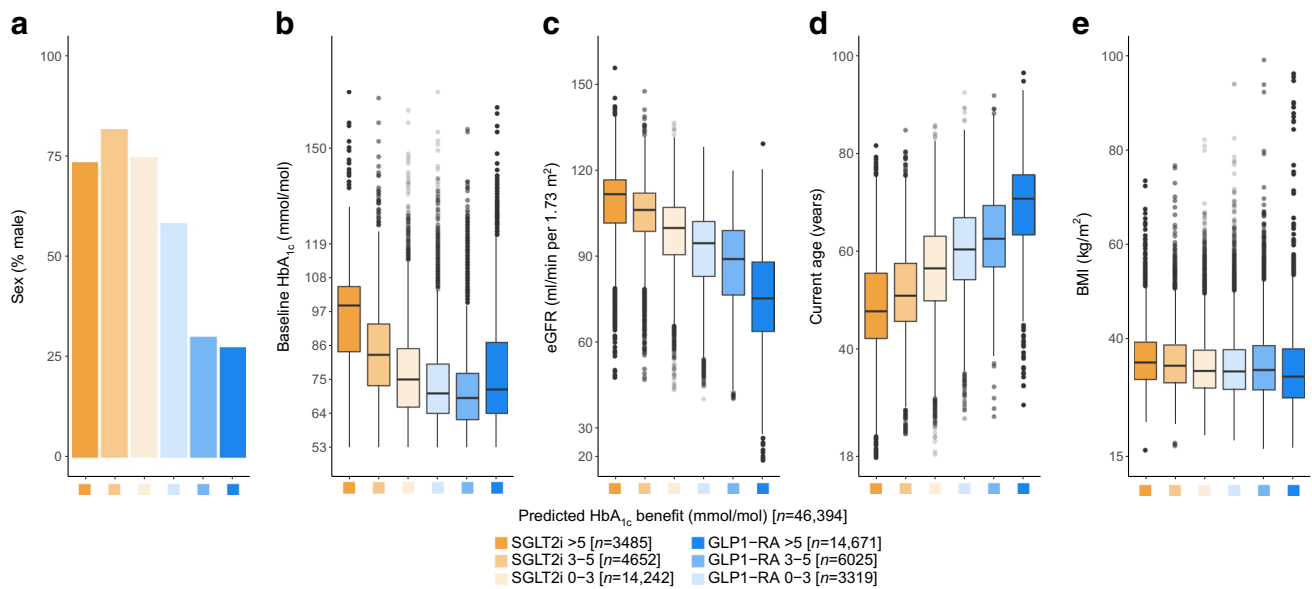 a
Sex (% male)
100
75
50
25
0
b
Baseline HbA1c (mmol/mol)
150
119
108
97
86
75
64
53
c
eGFR (ml/min per 1.73 m²)
150
120
90
60
30
20
d
Current age (years)
100
80
60
40
18
e
BMI (kg/m²)
100
80
60
40
15
Predicted HbA1c benefit (mmol/mol) [n=46,394]
SGLT2i >5 [n=3485] GLP1−RA >5 [n=14,671]
SGLT2i 3−5 [n=4652] GLP1−RA 3−5 [n=6025]
SGLT2i 0−3 [n=14,242] GLP1−RA 0−3 [n=3319]